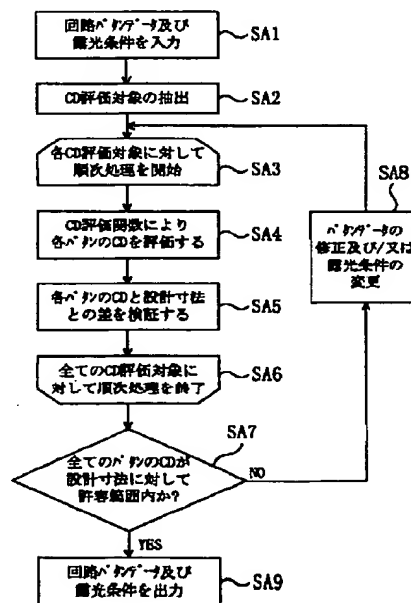 回路パタンデータ及び
露光条件を入力
SA1
CD評価対象の抽出
SA2
各CD評価対象に対して
順次処理を開始
SA3
CD評価関数により
各パタンのCDを評価する
SA4
各パタンのCDと設計寸法
との差を検証する
SA5
全てのCD評価対象に
対して順次処理を終了
SA6
SA7
全てのパタンのCDが
設計寸法に対して
許容範囲内か?
NO
SA8
パタンデータの
修正及び/又は
露光条件の
変更
YES
回路パタンデータ及び
露光条件を出力
SA9